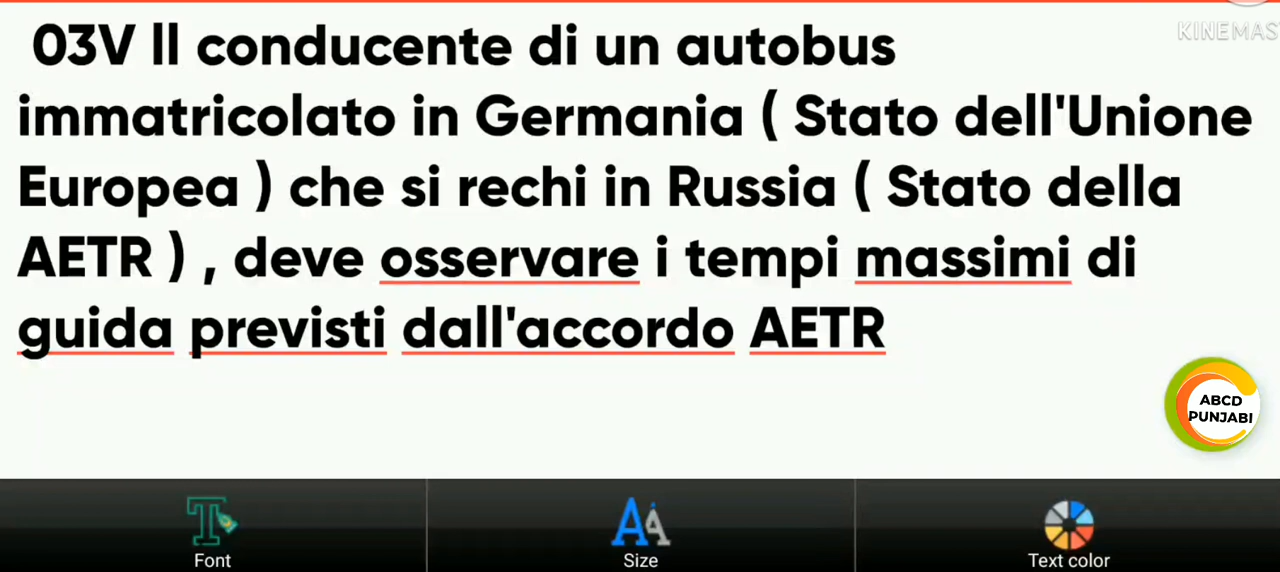 KINEMAS
03V Il conducente di un autobus
immatricolato in Germania ( Stato dell'Unione
Europea ) che si rechi in Russia ( Stato della
AETR ) , deve osservare i tempi massimi di
guida previsti dall'accordo AETR
ABCD
PUNJABI
Font
Size
Text color